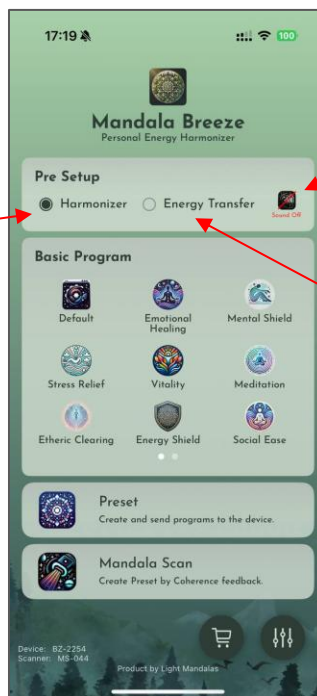 17:19
100
Mandala Breeze
Personal Energy Harmonizer
Pre Setup
Harmonizer
Energy Transfer
Sound Off
Basic Program
Default
Emotional
Healing
Mental Shield
Stress Relief
Vitality
Meditation
Etheric Clearing
Energy Shield
Social Ease
Preset
Create and send programs to the device.
Mandala Scan
Create Preset by Coherence feedback.
Device: BZ-2254
Scanner: MS-044
Product by Light Mandalas